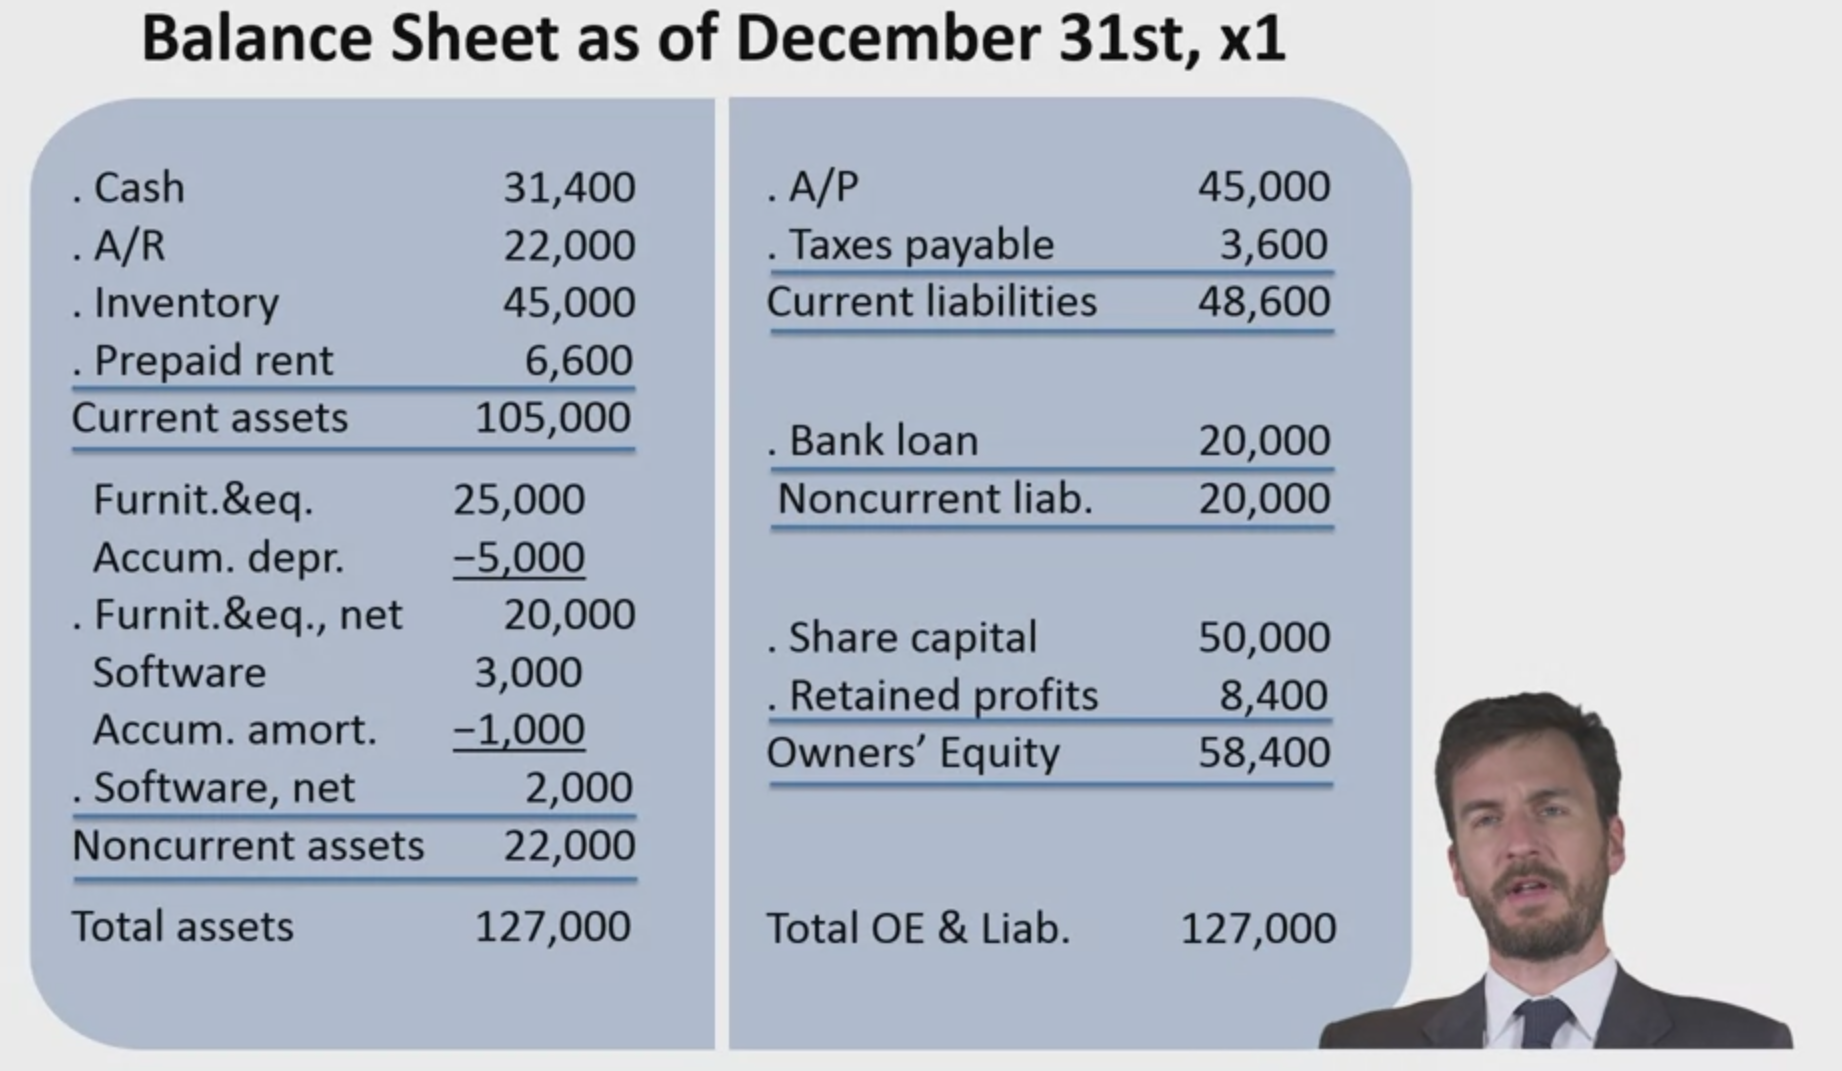 Balance Sheet as of December 31st, x1
. Cash 31,400
. A/R 22,000
. Inventory 45,000
. Prepaid rent 6,600
Current assets 105,000
Furnit.&eq. 25,000
Accum. depr. −5,000
. Furnit.&eq., net 20,000
Software 3,000
Accum. amort. −1,000
. Software, net 2,000
Noncurrent assets 22,000
Total assets 127,000
. A/P 45,000
. Taxes payable 3,600
Current liabilities 48,600
. Bank loan 20,000
Noncurrent liab. 20,000
. Share capital 50,000
. Retained profits 8,400
Owners’ Equity 58,400
Total OE & Liab. 127,000